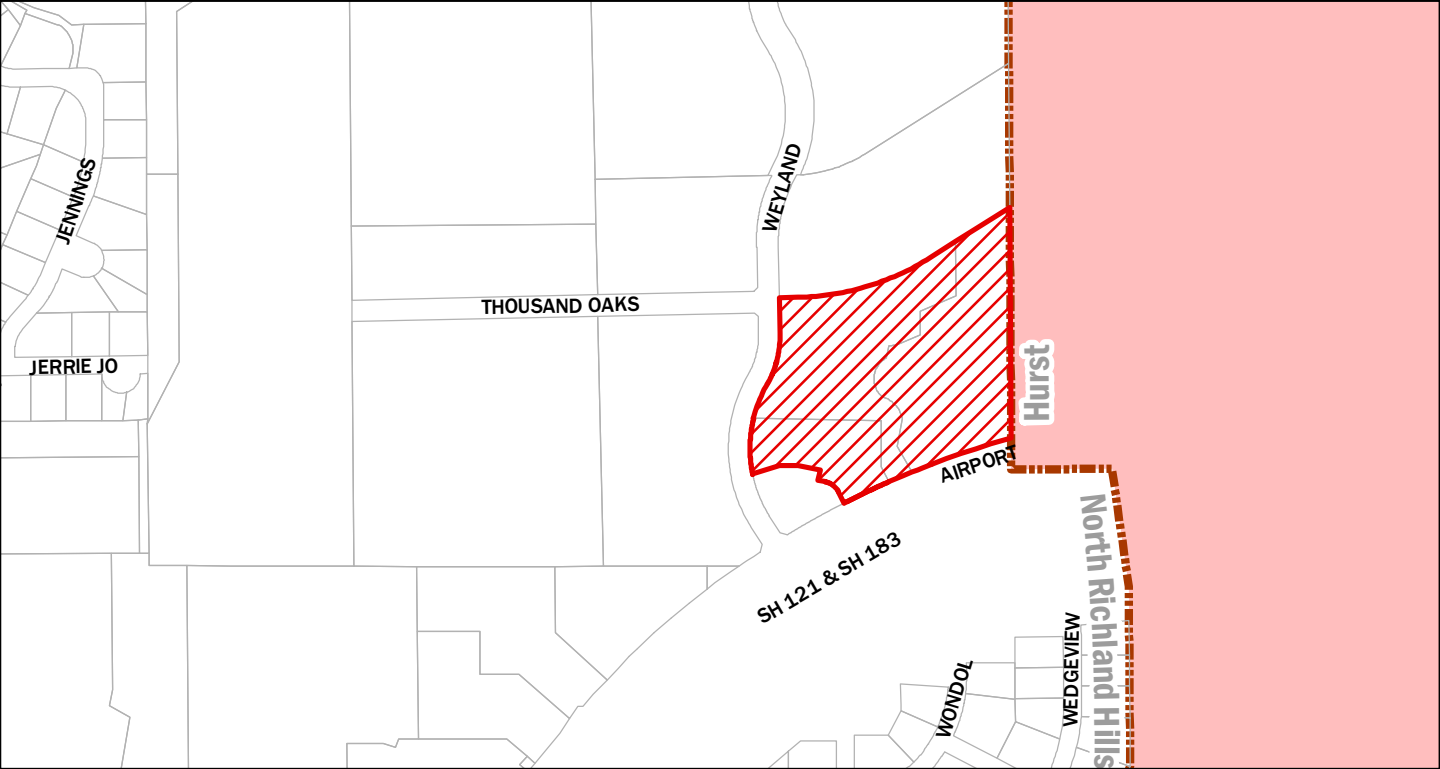 WEYLAND
JENNINGS
THOUSAND OAKS
JERRIE JO
Hurst
AIRPORT
SH 121 & SH 183
North Richland Hills
WEDGEVIEW
WONDOL